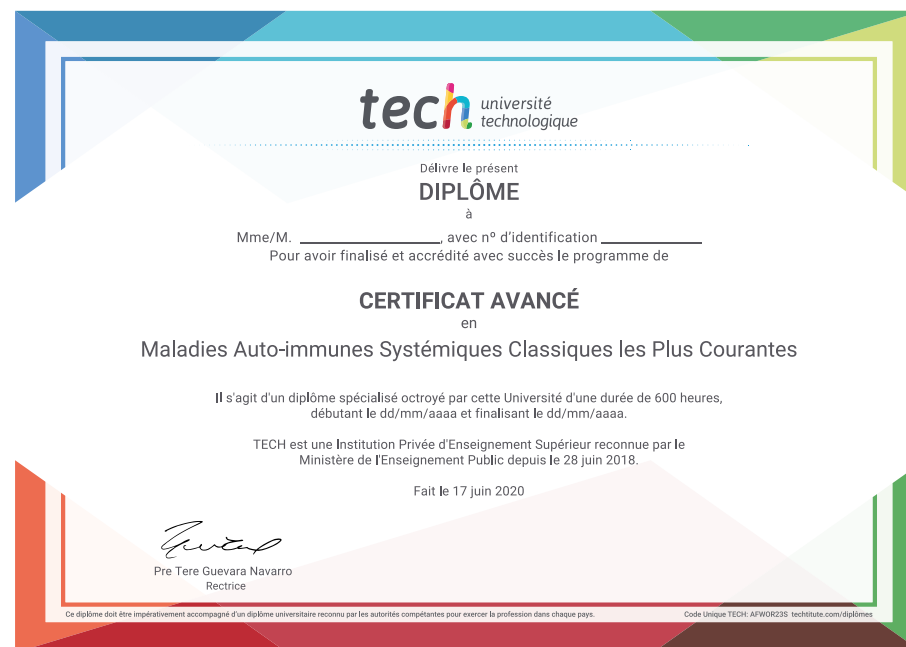 tech université
technologique
Délivre le présent
DIPLÔME
à
Mme/M. ____________________, avec nº d'identification ______________
Pour avoir finalisé et accrédité avec succès le programme de
CERTIFICAT AVANCÉ
en
Maladies Auto-immunes Systémiques Classiques les Plus Courantes
Il s'agit d'un diplôme spécialisé octroyé par cette Université d'une durée de 600 heures,
débutant le dd/mm/aaaa et finalisant le dd/mm/aaaa.
TECH est une Institution Privée d'Enseignement Supérieur reconnue par le
Ministère de l'Enseignement Public depuis le 28 juin 2018.
Fait le 17 juin 2020
Pre Tere Guevara Navarro
Rectrice
Ce diplôme doit être impérativement accompagné d'un diplôme universitaire reconnu par les autorités compétentes pour exercer la profession dans chaque pays.
Code Unique TECH: AFWOR23S techtitute.com/diplômes